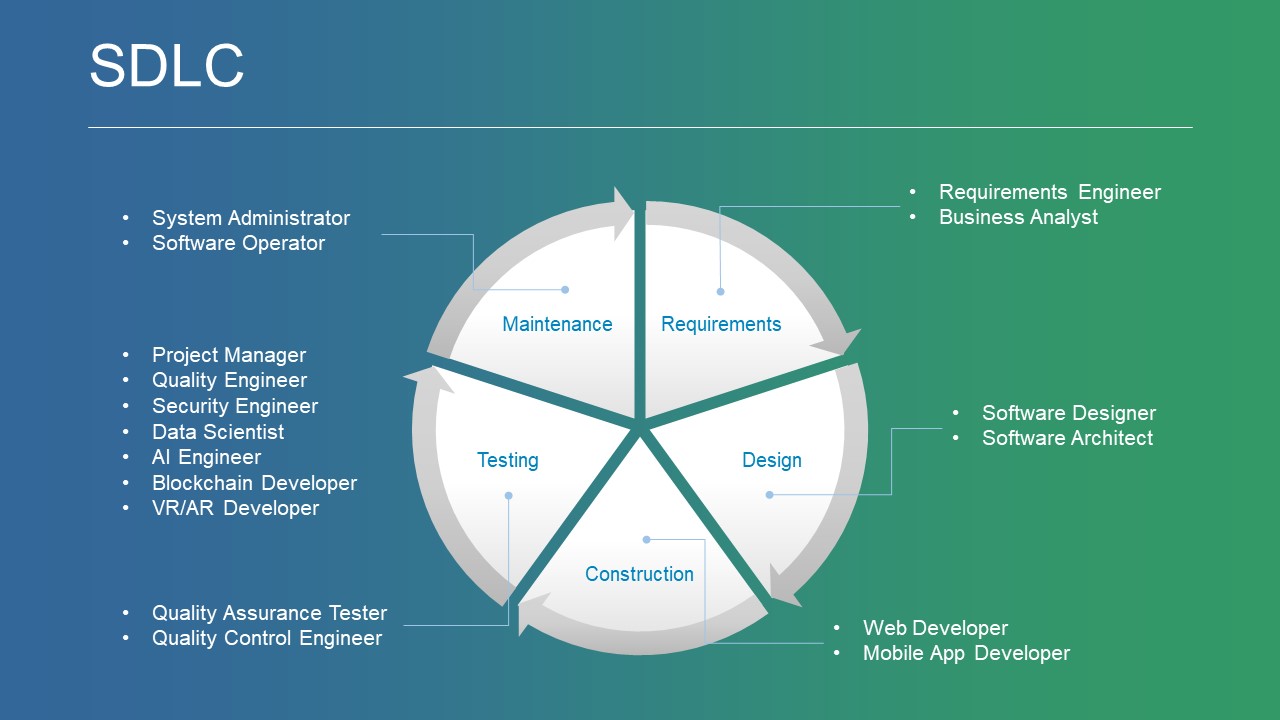 SDLC
• System Administrator
• Software Operator
• Requirements Engineer
• Business Analyst
Maintenance
Requirements
• Project Manager
• Quality Engineer
• Security Engineer
• Data Scientist
• AI Engineer
• Blockchain Developer
• VR/AR Developer
• Software Designer
• Software Architect
Testing
Design
Construction
• Quality Assurance Tester
• Quality Control Engineer
• Web Developer
• Mobile App Developer